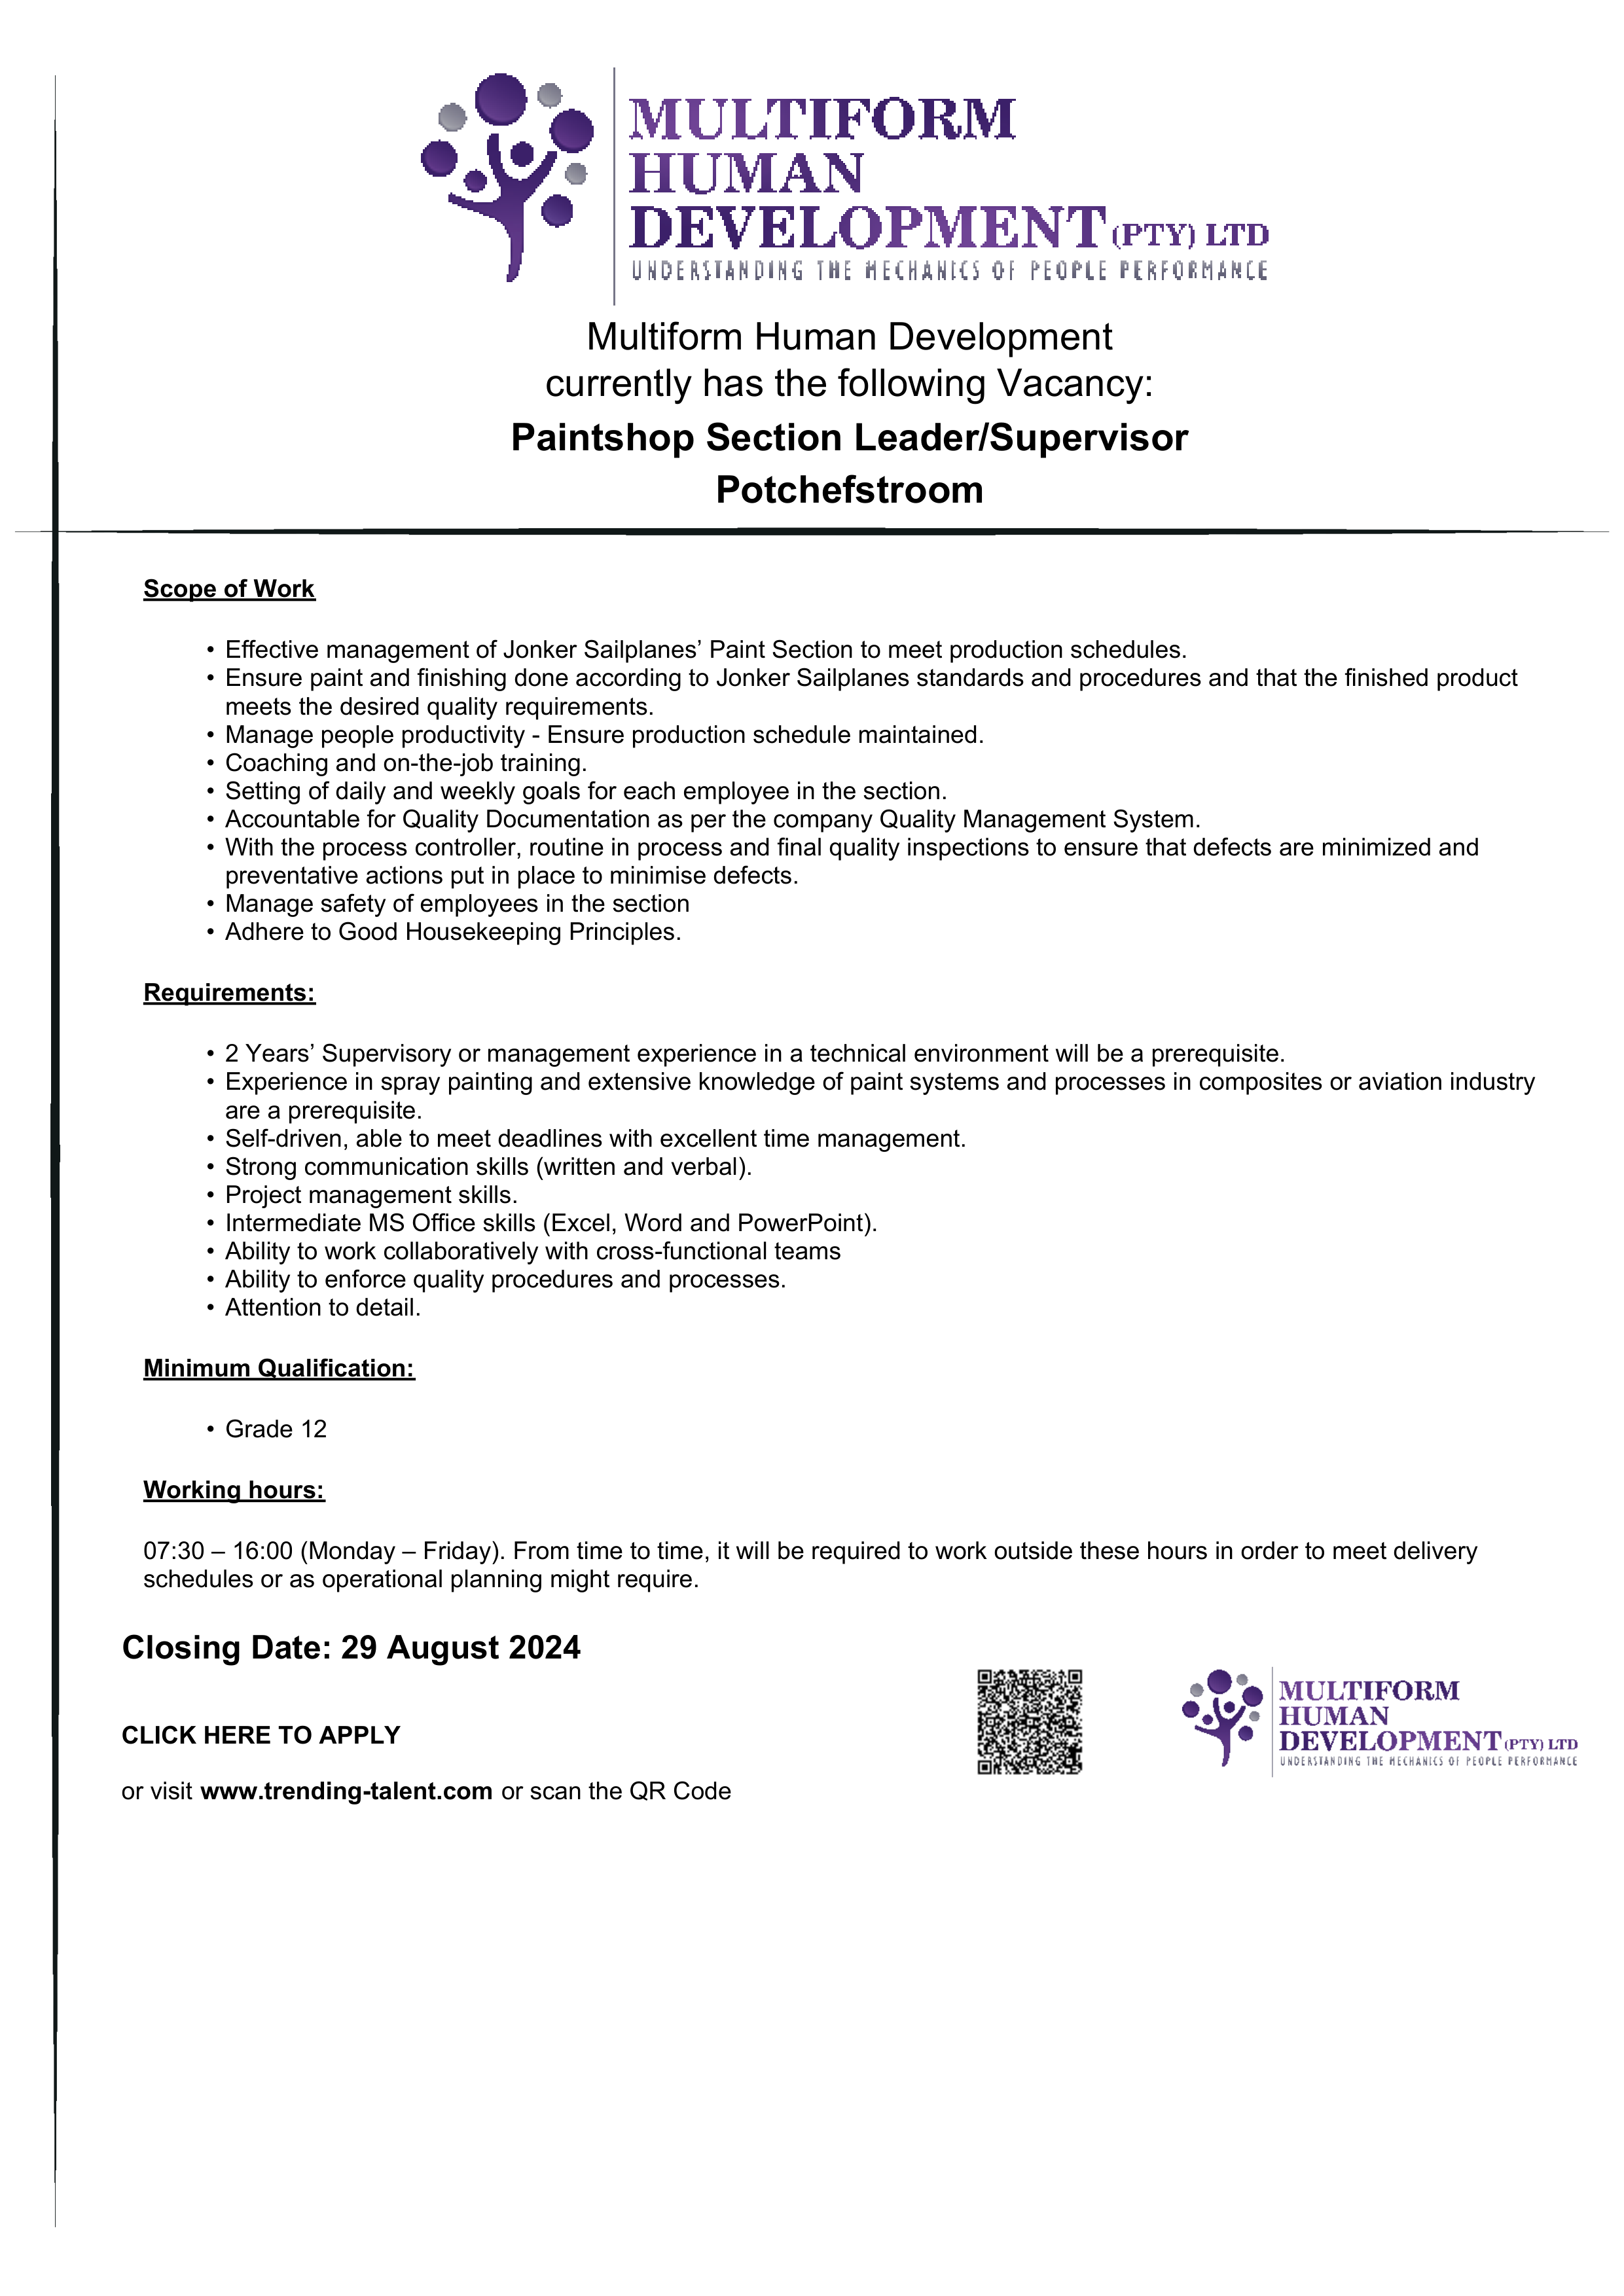 MULTIFORM
HUMAN
DEVELOPMENT (PTY) LTD
UNDERSTANDING THE MECHANICS OF PEOPLE PERFORMANCE
Multiform Human Development
currently has the following Vacancy:
Paintshop Section Leader/Supervisor
Potchefstroom
Scope of Work
• Effective management of Jonker Sailplanes’ Paint Section to meet production schedules.
• Ensure paint and finishing done according to Jonker Sailplanes standards and procedures and that the finished product
meets the desired quality requirements.
• Manage people productivity - Ensure production schedule maintained.
• Coaching and on-the-job training.
• Setting of daily and weekly goals for each employee in the section.
• Accountable for Quality Documentation as per the company Quality Management System.
• With the process controller, routine in process and final quality inspections to ensure that defects are minimized and
preventative actions put in place to minimise defects.
• Manage safety of employees in the section
• Adhere to Good Housekeeping Principles.
Requirements:
• 2 Years’ Supervisory or management experience in a technical environment will be a prerequisite.
• Experience in spray painting and extensive knowledge of paint systems and processes in composites or aviation industry
are a prerequisite.
• Self-driven, able to meet deadlines with excellent time management.
• Strong communication skills (written and verbal).
• Project management skills.
• Intermediate MS Office skills (Excel, Word and PowerPoint).
• Ability to work collaboratively with cross-functional teams
• Ability to enforce quality procedures and processes.
• Attention to detail.
Minimum Qualification:
• Grade 12
Working hours:
07:30 – 16:00 (Monday – Friday). From time to time, it will be required to work outside these hours in order to meet delivery
schedules or as operational planning might require.
Closing Date: 29 August 2024
CLICK HERE TO APPLY
or visit www.trending-talent.com or scan the QR Code
MULTIFORM
HUMAN
DEVELOPMENT (PTY) LTD
UNDERSTANDING THE MECHANICS OF PEOPLE PERFORMANCE